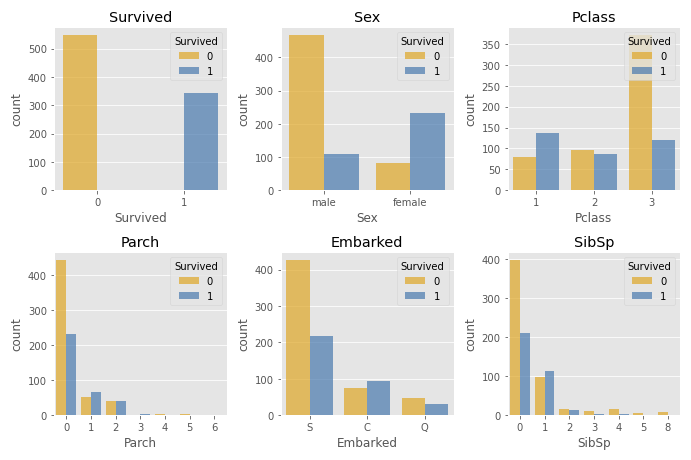 Survived
Survived
0
1
count
500
400
300
200
100
0
0 1
Survived
Sex
Survived
0
1
count
400
300
200
100
0
male female
Sex
Pclass
Survived
0
1
count
350
300
250
200
150
100
50
0
1 2 3
Pclass
Parch
Survived
0
1
count
400
300
200
100
0
0 1 2 3 4 5 6
Parch
Embarked
Survived
0
1
count
400
300
200
100
0
S C Q
Embarked
SibSp
Survived
0
1
count
400
300
200
100
0
0 1 2 3 4 5 8
SibSp